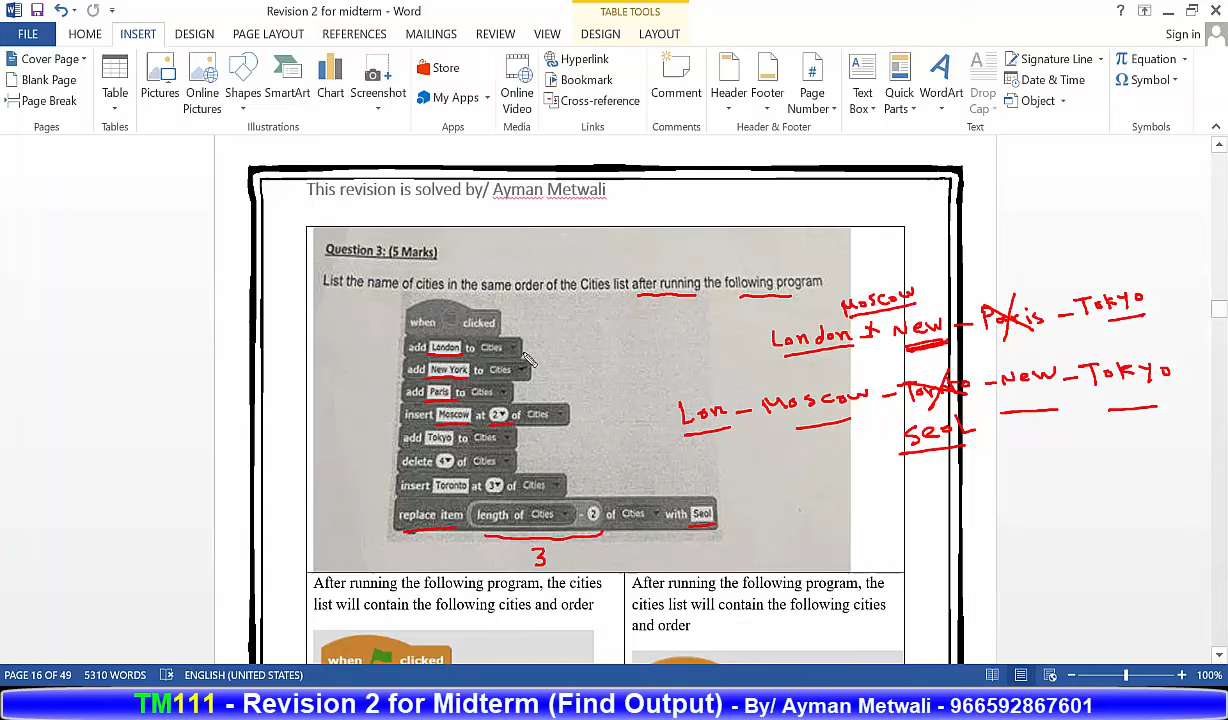 Revision 2 for midterm - Word
TABLE TOOLS
FILE HOME INSERT DESIGN PAGE LAYOUT REFERENCES MAILINGS REVIEW VIEW DESIGN LAYOUT Sign in
Cover Page
Blank Page
Page Break
Pages
Table
Tables
Pictures
Online Pictures
Shapes
SmartArt
Chart
Screenshot
Illustrations
Store
My Apps
Apps
Online Video
Media
Hyperlink
Bookmark
Cross-reference
Links
Comment
Comments
Header
Footer
Page Number
Header & Footer
Text Box
Quick Parts
WordArt
Drop Cap
Signature Line
Date & Time
Object
Text
Equation
Symbol
Symbols
This revision is solved by/ Ayman Metwali
Question 3: (5 Marks)
List the name of cities in the same order of the Cities list after running the following program
when clicked
add London to Cities
add New York to Cities
add Paris to Cities
insert Moscow at 2 of Cities
add Tokyo to Cities
delete 4 of Cities
insert Toronto at 3 of Cities
replace item length of Cities - 2 of Cities with Seol
3
Moscow
London New - Paris - Tokyo
Lon - Moscow - Toronto - New - Tokyo
Seol
After running the following program, the cities
list will contain the following cities and order
After running the following program, the
cities list will contain the following cities
and order
when clicked
PAGE 16 OF 49 5310 WORDS ENGLISH (UNITED STATES) 100%
TM111 - Revision 2 for Midterm (Find Output) - By/ Ayman Metwali - 966592867601